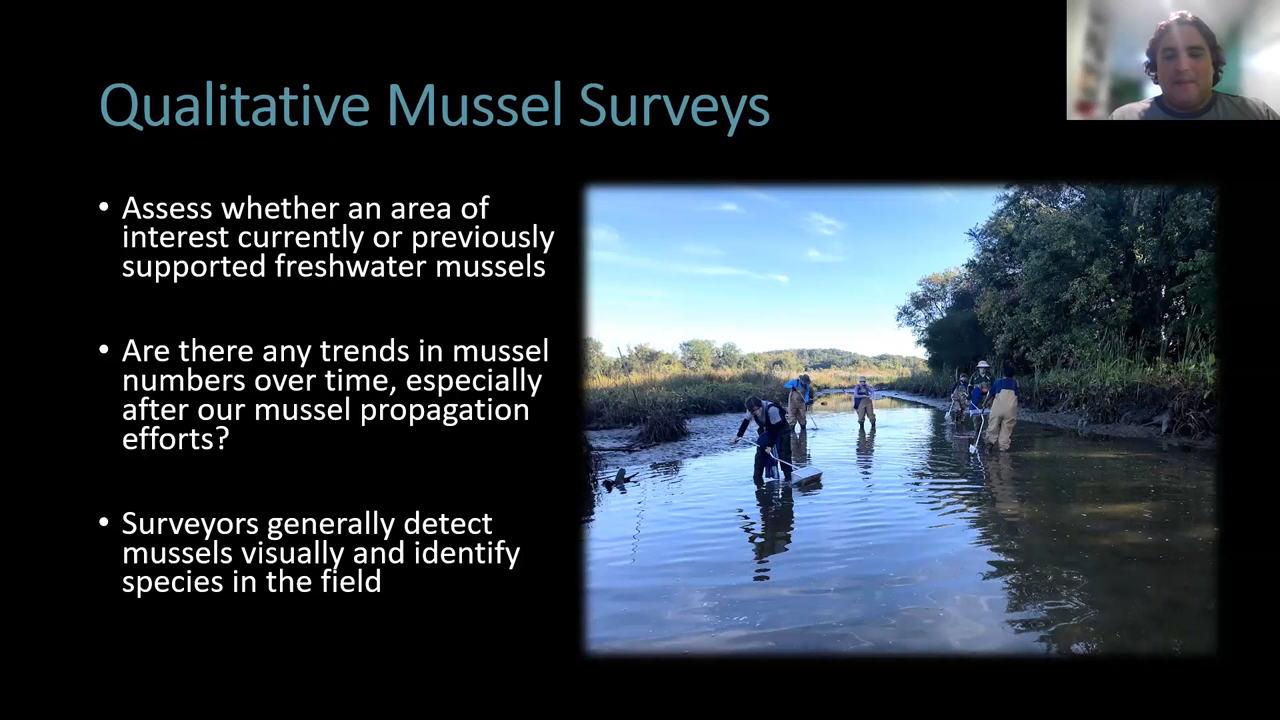 Qualitative Mussel Surveys
• Assess whether an area of
interest currently or previously
supported freshwater mussels
• Are there any trends in mussel
numbers over time, especially
after our mussel propagation
efforts?
• Surveyors generally detect
mussels visually and identify
species in the field